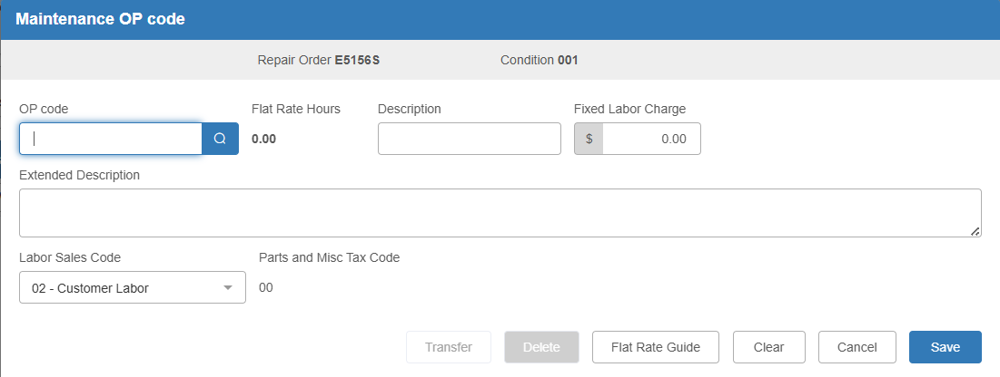 Maintenance OP code
Repair Order E5156S Condition 001
OP code Flat Rate Hours Description Fixed Labor Charge
0.00 $ 0.00
Extended Description
Labor Sales Code Parts and Misc Tax Code
02 - Customer Labor 00
Transfer Delete Flat Rate Guide Clear Cancel Save